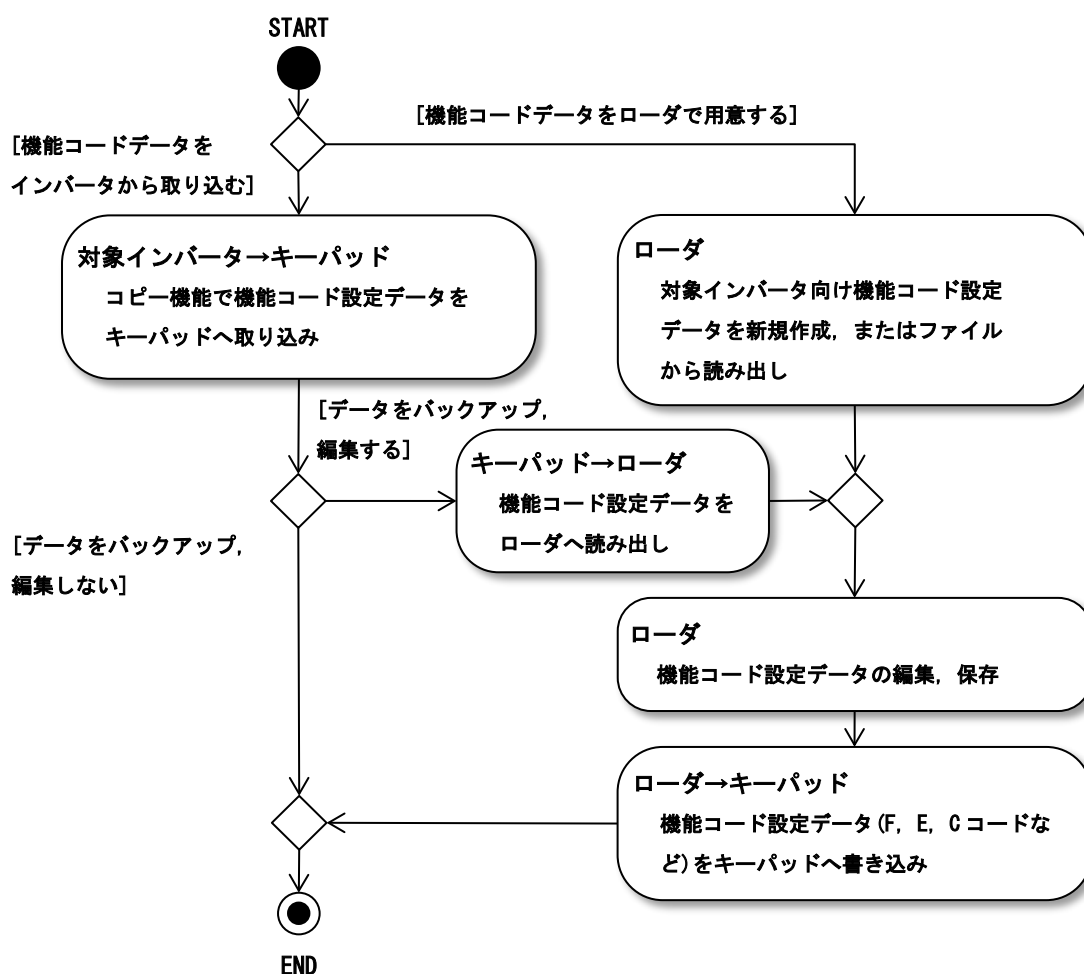 START
[機能コードデータをローダで用意する]
[機能コードデータを
インバータから取り込む]
対象インバータ→キーパッド
コピー機能で機能コード設定データを
キーパッドへ取り込み
ローダ
対象インバータ向け機能コード設定
データを新規作成, またはファイル
から読み出し
[データをバックアップ,
編集する]
キーパッド→ローダ
機能コード設定データを
ローダへ読み出し
[データをバックアップ,
編集しない]
ローダ
機能コード設定データの編集, 保存
ローダ→キーパッド
機能コード設定データ(F, E, Cコードな
ど)をキーパッドへ書き込み
END